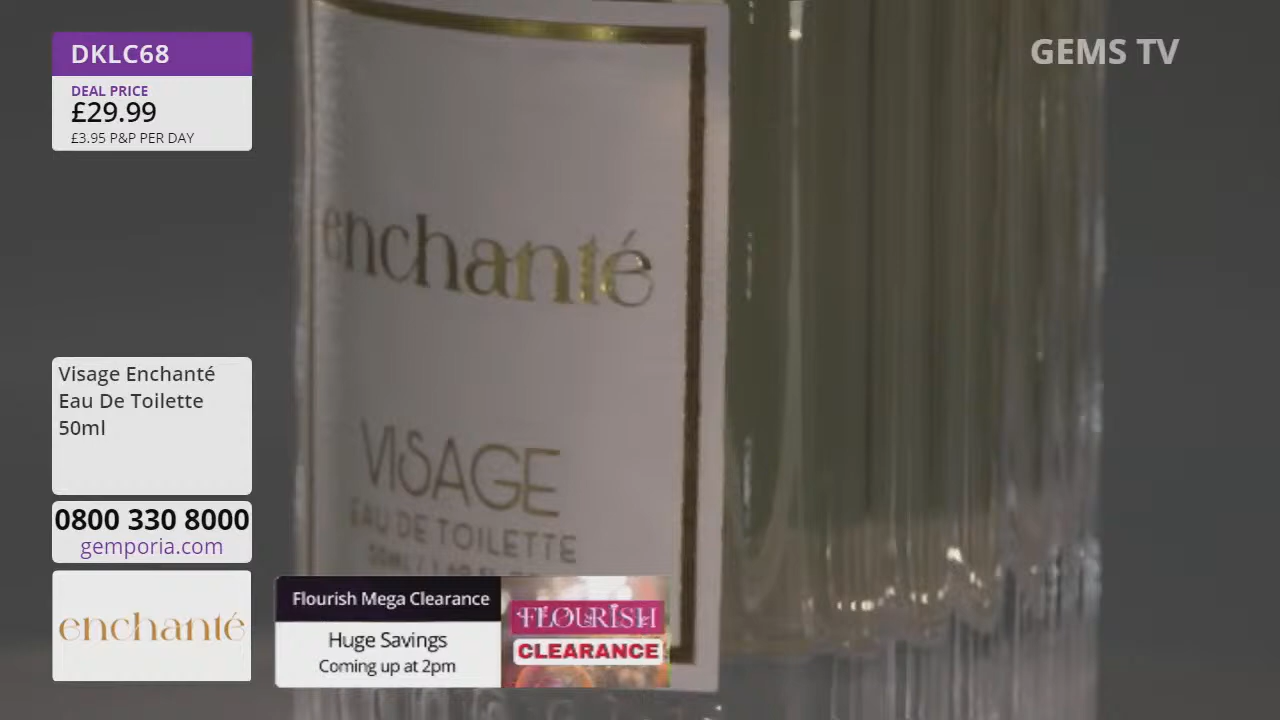 DKLC68
DEAL PRICE
£29.99
£3.95 P&P PER DAY
GEMS TV
enchanté
VISAGE
EAU DE TOILETTE
Visage Enchanté
Eau De Toilette
50ml
0800 330 8000
gemporia.com
enchanté
Flourish Mega Clearance
Huge Savings
Coming up at 2pm
FLOURISH
CLEARANCE